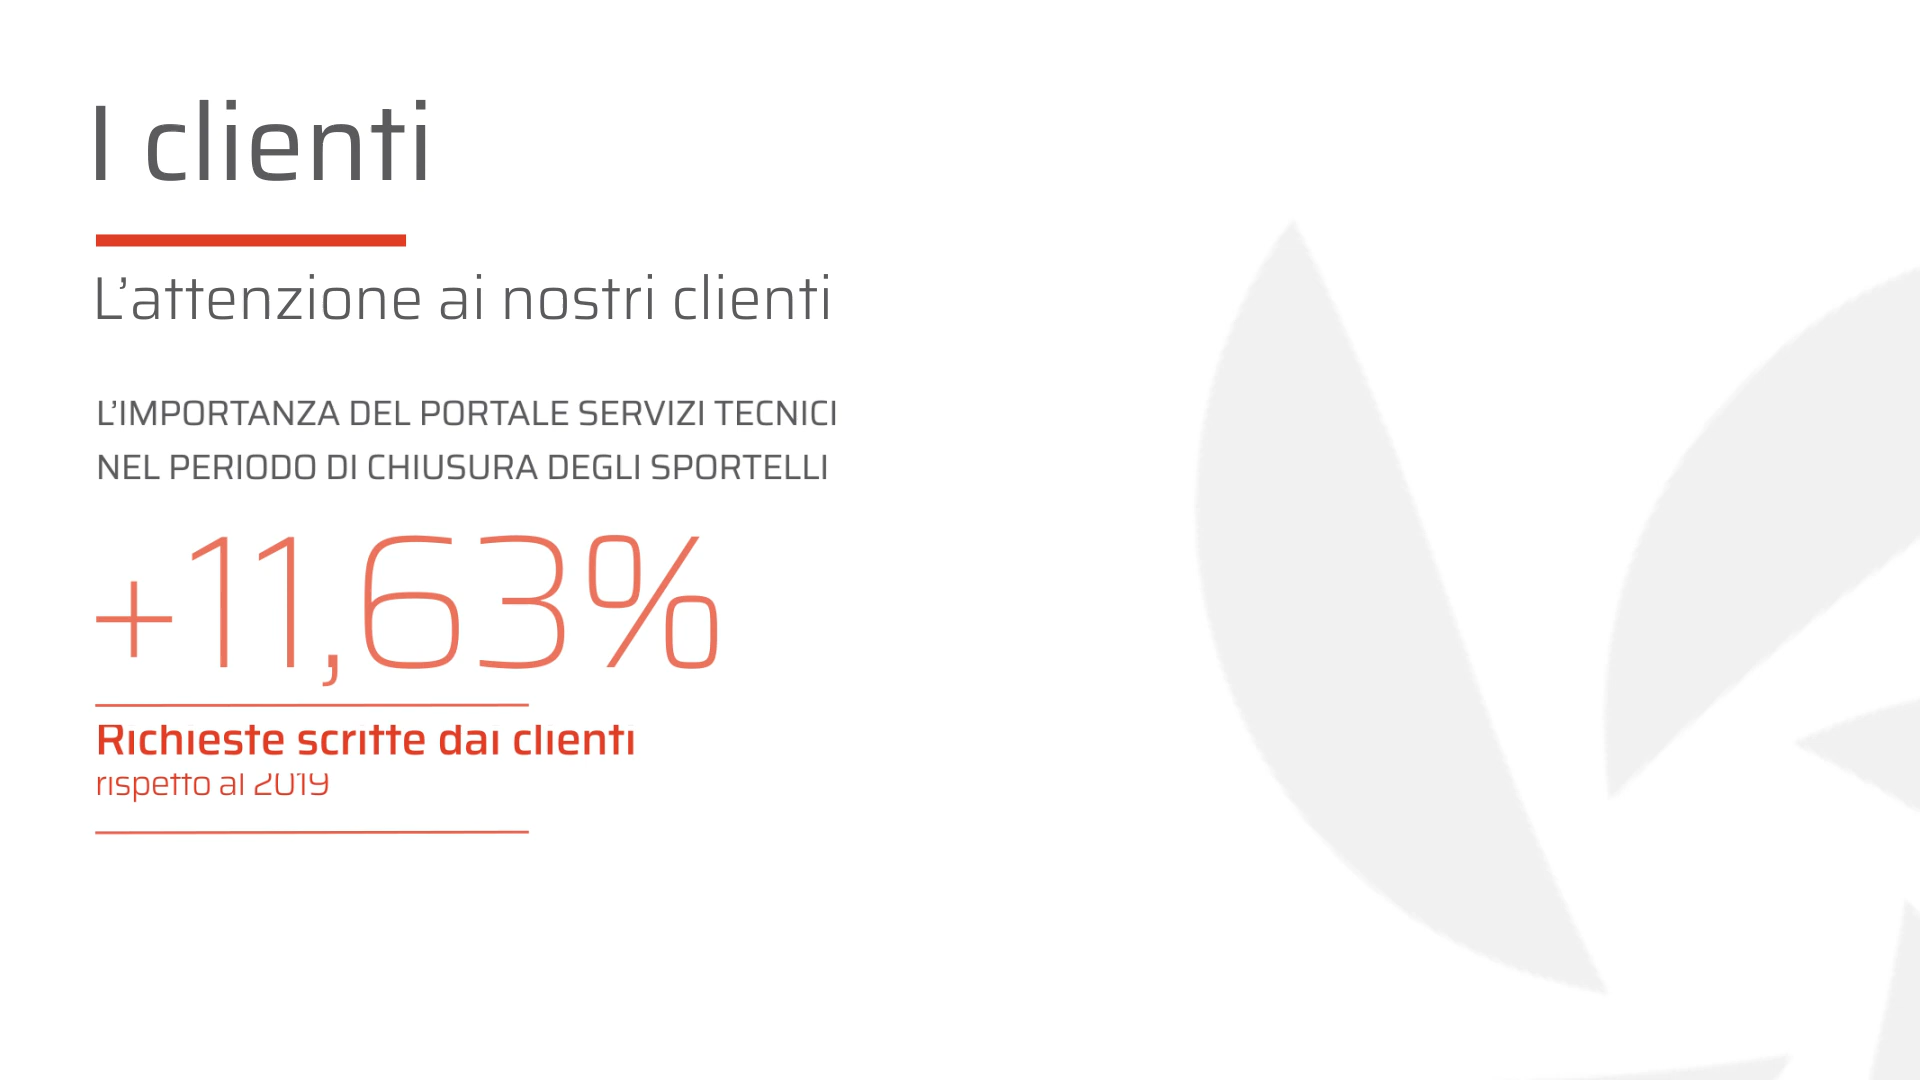 I clienti
L’attenzione ai nostri clienti
L’IMPORTANZA DEL PORTALE SERVIZI TECNICI
NEL PERIODO DI CHIUSURA DEGLI SPORTELLI
+11,63%
Richieste scritte dai clienti
rispetto al 2019